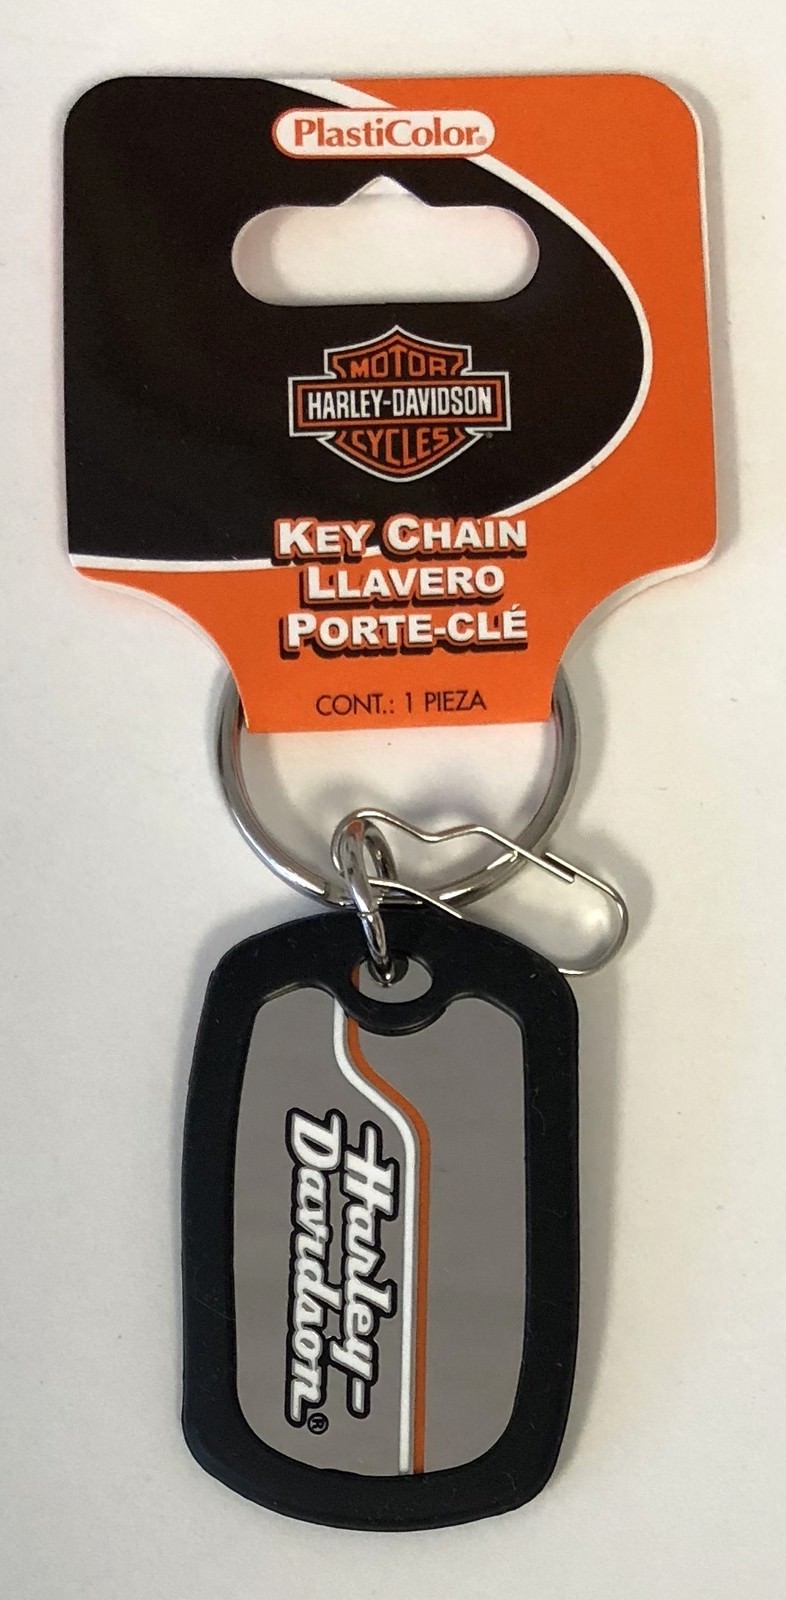 PlastiColor®
MOTOR
HARLEY-DAVIDSON
CYCLES
KEY CHAIN
LLAVERO
PORTE-CLÉ
CONT.: 1 PIEZA
Harley-
Davidson®